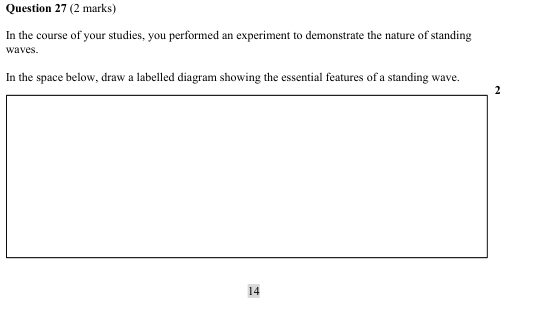 Question 27 (2 marks)
In the course of your studies, you performed an experiment to demonstrate the nature of standing
waves.
In the space below, draw a labelled diagram showing the essential features of a standing wave.
2
14